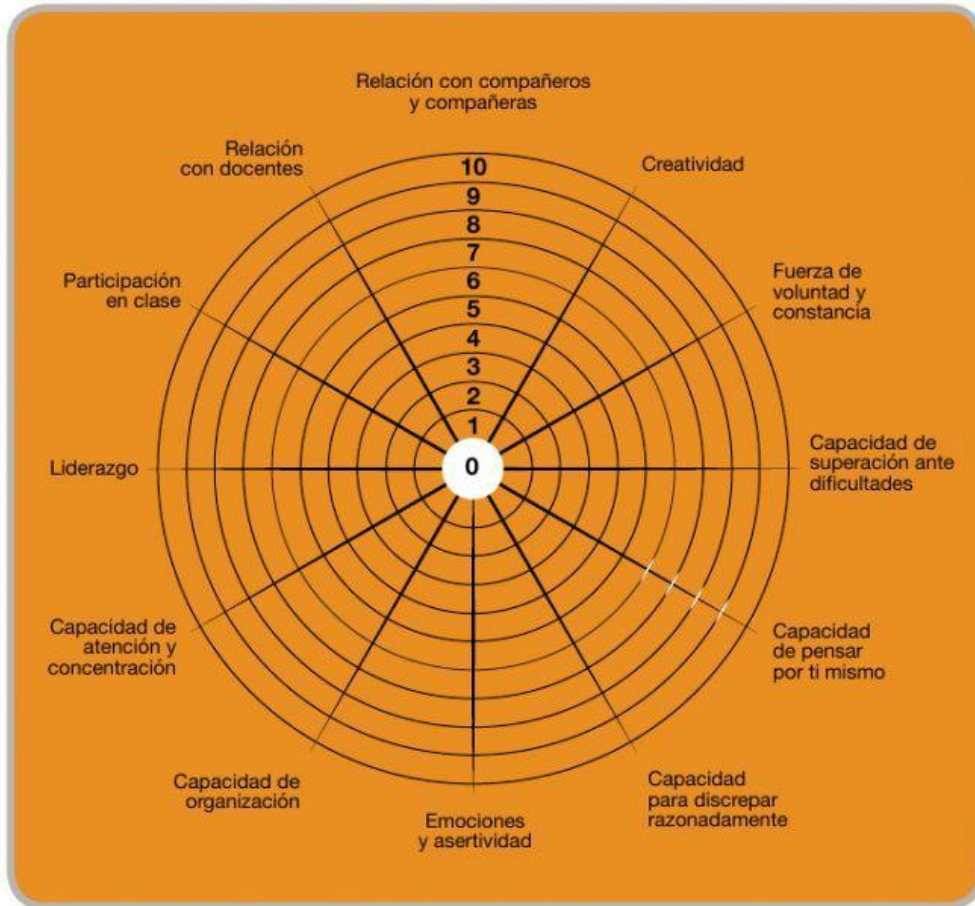 Relación con compañeros
y compañeras
Relación
con docentes
Creatividad
10
9
8
7
6
5
4
3
2
1
0
Participación
en clase
Fuerza de
voluntad y
constancia
Liderazgo
Capacidad de
superación ante
dificultades
Capacidad de
atención y
concentración
Capacidad
de pensar
por ti mismo
Capacidad de
organización
Emociones
y asertividad
Capacidad
para discrepar
razonadamente